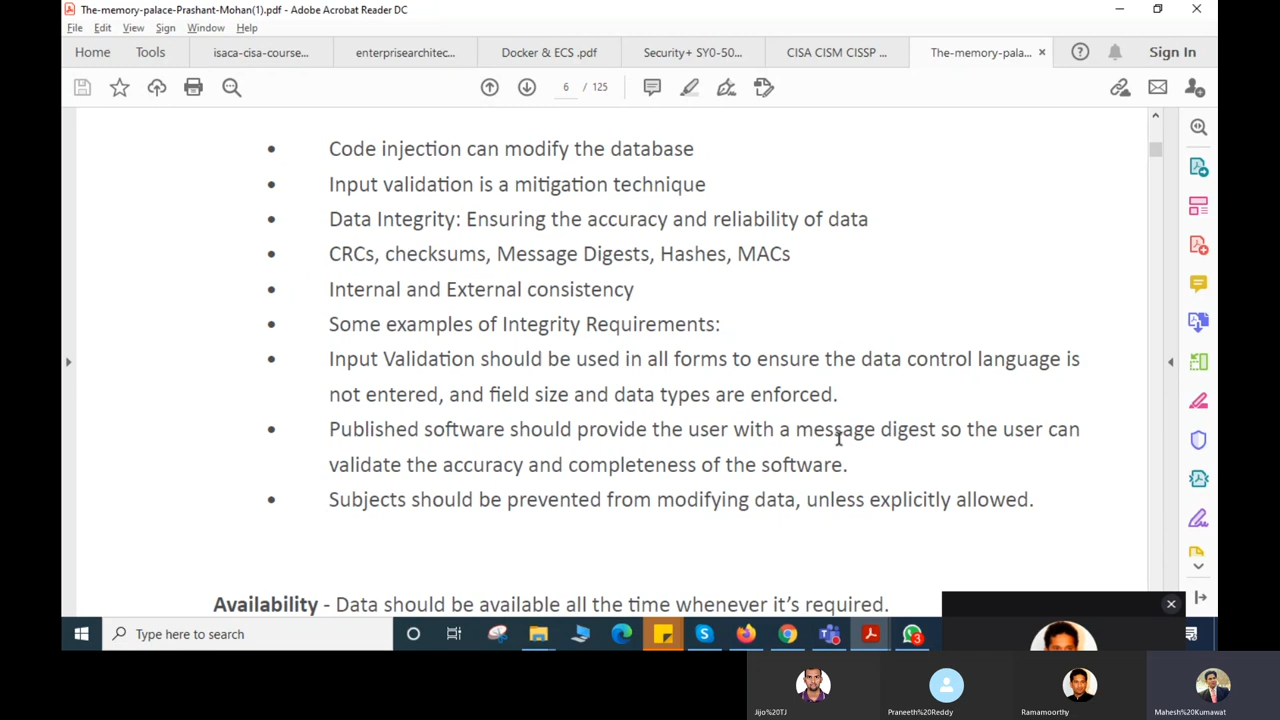 The-memory-palace-Prashant-Mohan(1).pdf - Adobe Acrobat Reader DC
File Edit View Sign Window Help
Home Tools isaca-cisa-course... enterprisearchitec... Docker & ECS .pdf Security+ SY0-50... CISA CISM CISSP ... The-memory-pala... Sign In
6 / 125
• Code injection can modify the database
• Input validation is a mitigation technique
• Data Integrity: Ensuring the accuracy and reliability of data
• CRCs, checksums, Message Digests, Hashes, MACs
• Internal and External consistency
• Some examples of Integrity Requirements:
• Input Validation should be used in all forms to ensure the data control language is
not entered, and field size and data types are enforced.
• Published software should provide the user with a message digest so the user can
validate the accuracy and completeness of the software.
• Subjects should be prevented from modifying data, unless explicitly allowed.
Availability - Data should be available all the time whenever it’s required.
Type here to search
3
Jijo%20TJ Praneeth%20Reddy Ramamoorthy Mahesh%20Kumawat